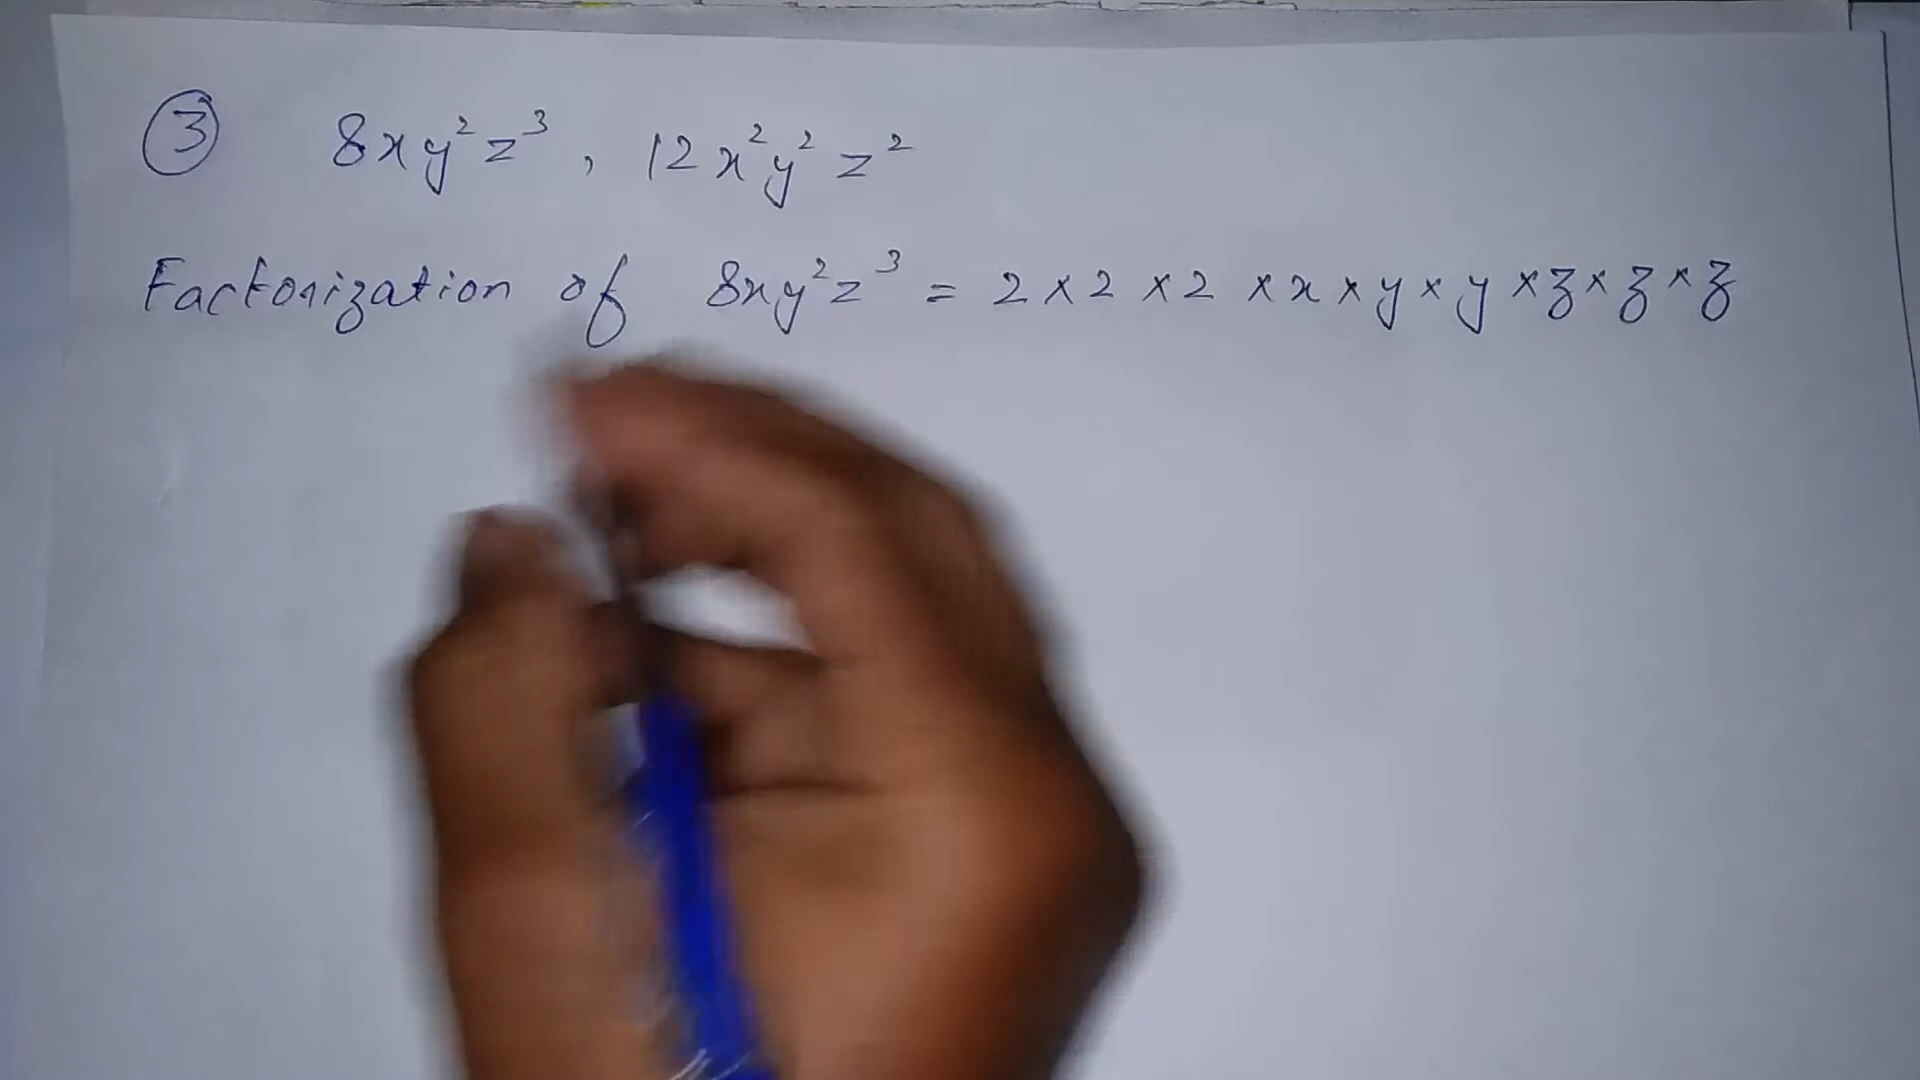 ③ 8xy²z³ , 12x²y²z²
Factorization of 8xy²z³ = 2 × 2 × 2 × x × y × y × z × z × z